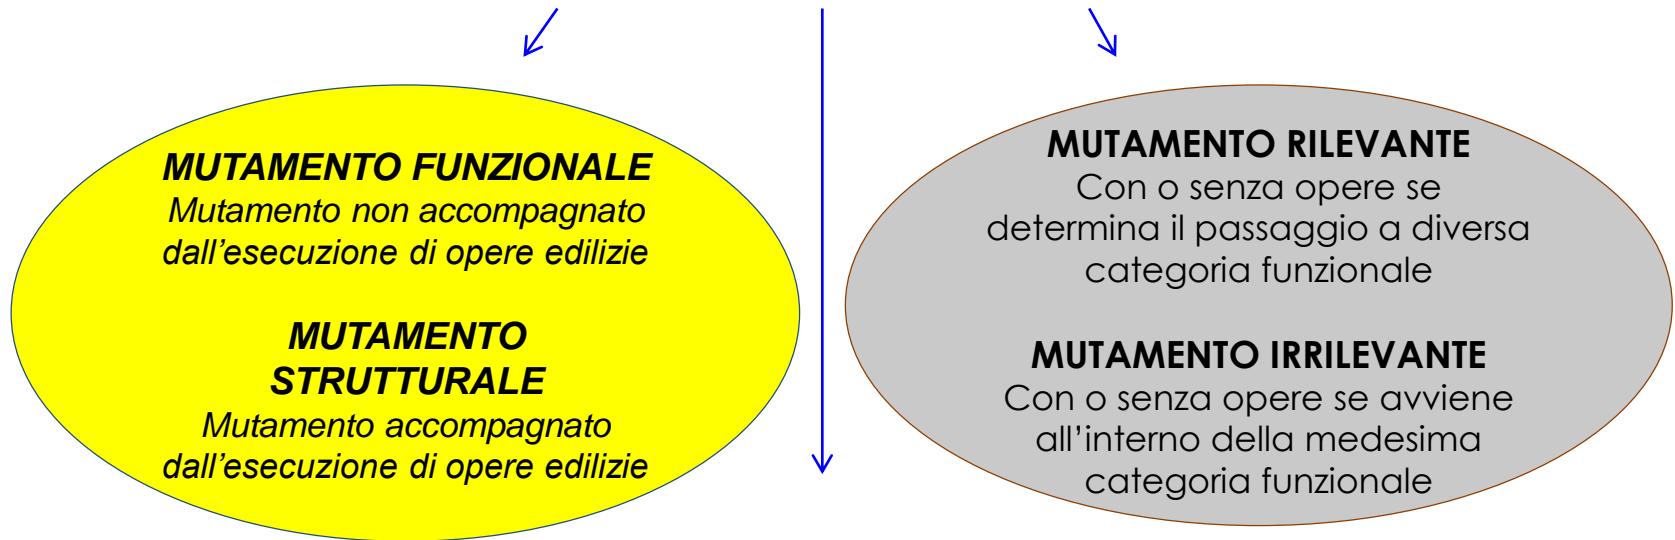 MUTAMENTO FUNZIONALE
Mutamento non accompagnato
dall’esecuzione di opere edilizie
MUTAMENTO
STRUTTURALE
Mutamento accompagnato
dall’esecuzione di opere edilizie
MUTAMENTO RILEVANTE
Con o senza opere se
determina il passaggio a diversa
categoria funzionale
MUTAMENTO IRRILEVANTE
Con o senza opere se avviene
all’interno della medesima
categoria funzionale